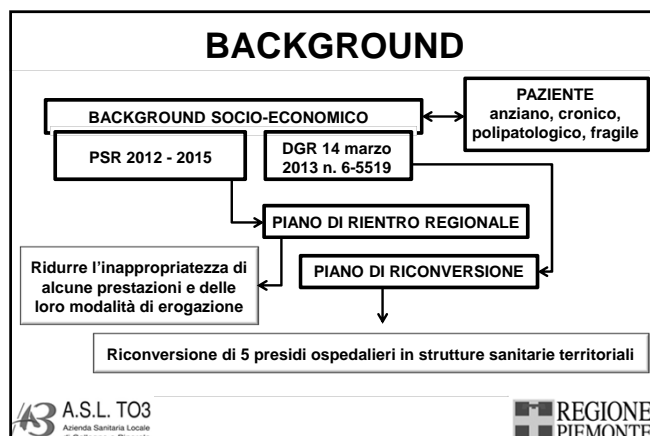 BACKGROUND
PAZIENTE
anziano, cronico,
polipatologico, fragile
BACKGROUND SOCIO-ECONOMICO
PSR 2012 - 2015
DGR 14 marzo
2013 n. 6-5519
PIANO DI RIENTRO REGIONALE
Ridurre l'inappropriatezza di
alcune prestazioni e delle
loro modalità di erogazione
PIANO DI RICONVERSIONE
Riconversione di 5 presidi ospedalieri in strutture sanitarie territoriali
A.S.L. TO3
Azienda Sanitaria Locale
REGIONE
PIEMONTE